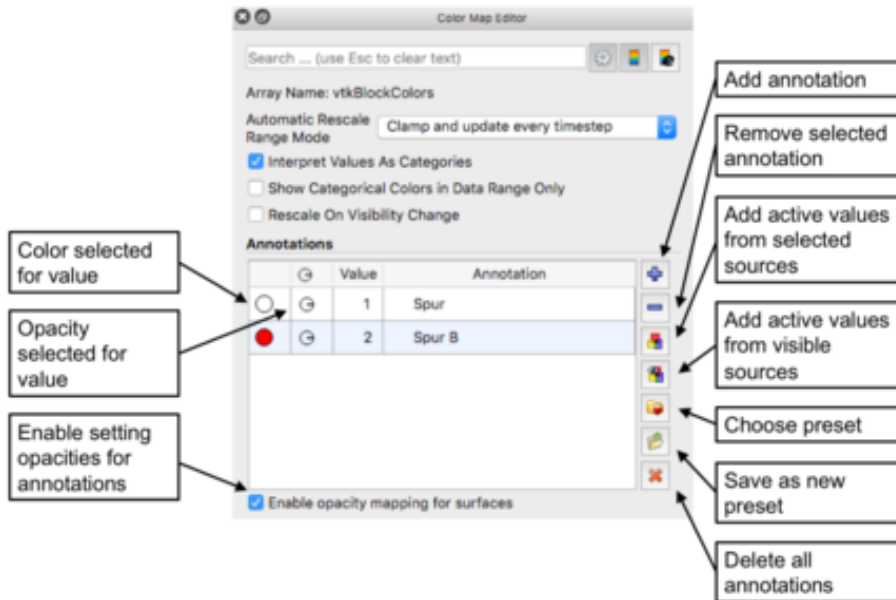 Color Map Editor
Search ... (use Esc to clear text)
Array Name: vtkBlockColors
Automatic Rescale
Range Mode
Clamp and update every timestep
Interpret Values As Categories
Show Categorical Colors in Data Range Only
Rescale On Visibility Change
Annotations
Value Annotation
1 Spur
2 Spur B
Enable opacity mapping for surfaces
Color selected
for value
Opacity
selected for
value
Enable setting
opacities for
annotations
Add annotation
Remove selected
annotation
Add active values
from selected
sources
Add active values
from visible
sources
Choose preset
Save as new
preset
Delete all
annotations